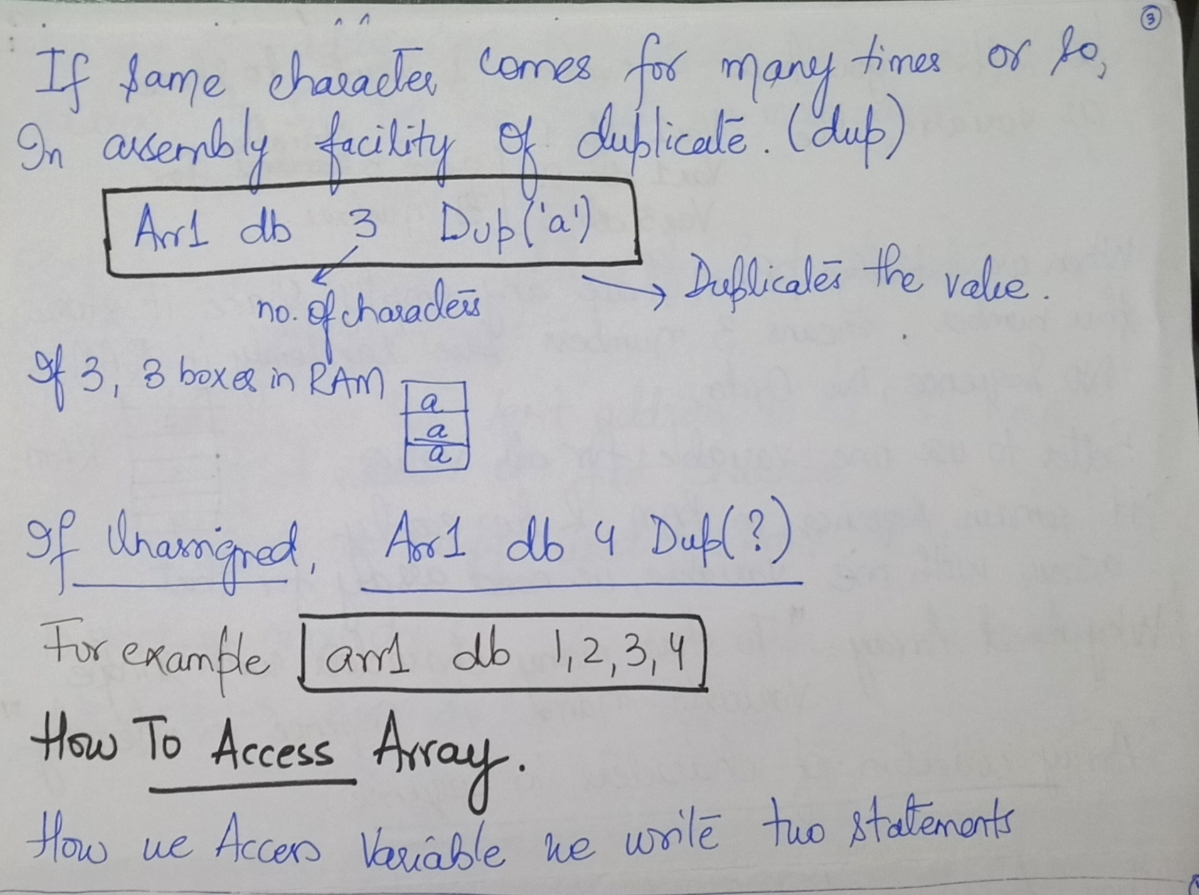 3
If same character comes for many times or so,
In assembly facility of duplicate. (dup)
Arr1 db 3 Dup('a')
Duplicates the value.
no. of characters
If 3, 3 boxes in RAM
a
a
a
If Unassigned, Arr1 db 4 Dup(?)
For example arr1 db 1,2,3,4
How To Access Array.
How we Access Variable we write two statements